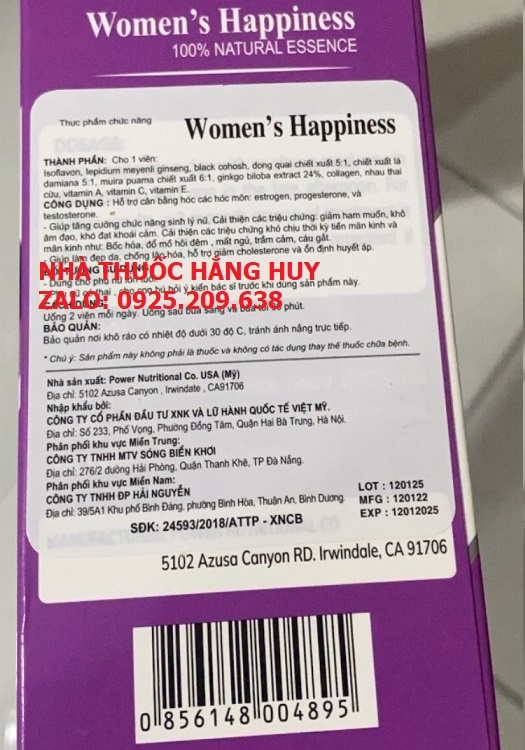 Women's Happiness
100% NATURAL ESSENCE
Thực phẩm chức năng
Women's Happiness
THÀNH PHẦN: Cho 1 viên:
Isoflavon, lepidium meyenli ginseng, black cohosh, dong quai chiết xuất 5:1, chiết xuất lá
damiana 5:1, muira puama chiết xuất 6:1, ginkgo biloba extract 24%, collagen, nhau thai
cừu, vitamin A, vitamin C, vitamin E.
CÔNG DỤNG : Hỗ trợ cân bằng hóc các hóc môn: estrogen, progesterone, và
testosterone.
- Giúp tăng cường chức năng sinh lý nữ. Cải thiện các triệu chứng: giảm ham muốn, khô
âm đạo, khó đạt khoái cảm. Cải thiện các triệu chứng khó chịu thời kỳ tiền mãn kinh và
mãn kinh như: Bốc hỏa, đổ mồ hôi đêm , mất ngủ, trầm cảm, cáu gắt.
- Giúp làm đẹp da, chống lão hóa, hỗ trợ giảm cholesterone và ổn định huyết áp.
NHÀ THUỐC HẰNG HUY
- Dùng cho phụ nữ
hỏi ý kiến bác sĩ trước khi dùng sản phẩm này.
ZALO: 0925.209.638
Uống 2 viên mỗi ngày. Uống sau bữa sáng và bữa tối 30 phút.
BẢO QUẢN:
Bảo quản nơi khô ráo có nhiệt độ dưới 30 độ C, tránh ánh nắng trực tiếp.
* Chú ý: Sản phẩm này không phải là thuốc và không có tác dụng thay thế thuốc chữa bệnh.
Nhà sản xuất: Power Nutritional Co. USA (Mỹ)
Địa chỉ: 5102 Azusa Canyon , Irwindale , CA91706
Nhập khẩu bởi:
CÔNG TY CỔ PHẦN ĐẦU TƯ XNK VÀ LỮ HÀNH QUỐC TẾ VIỆT MỸ.
Địa chỉ: Số 233, Phố Vọng, Phường Đồng Tâm, Quận Hai Bà Trưng, Hà Nội.
Phân phối khu vực Miền Trung:
CÔNG TY TNHH MTV SÓNG BIỂN KHƠI
Địa chỉ: 276/2 đường Hải Phòng, Quận Thanh Khê, TP Đà Nẵng.
Phân phối khu vực Miền Nam:
CÔNG TY TNHH ĐP HẢI NGUYÊN
Địa chỉ: 39/5A1 Khu phố Bình Đáng, phường Bình Hòa, Thuận An, Bình Dương.
LOT : 120125
MFG : 120122
EXP : 12012025
SĐK: 24593/2018/ATTP - XNCB
5102 Azusa Canyon RD. Irwindale, CA 91706
0 856148 004895